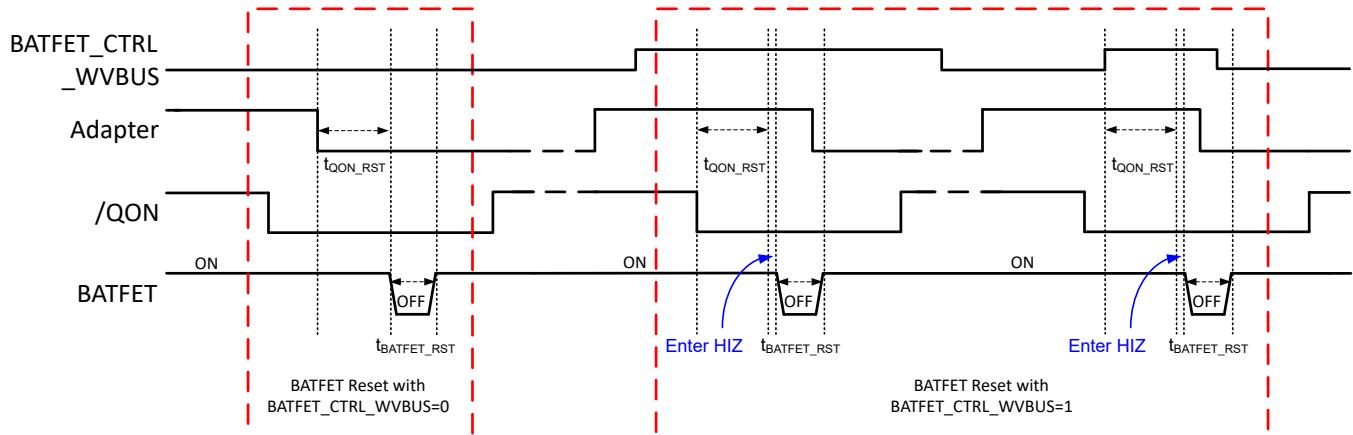 BATFET_CTRL
_WVBUS
Adapter
tQON_RST
tQON_RST
tQON_RST
/QON
ON
ON
ON
BATFET
OFF
OFF
OFF
tBATFET_RST
Enter HIZ
tBATFET_RST
Enter HIZ
tBATFET_RST
BATFET Reset with
BATFET_CTRL_WVBUS=0
BATFET Reset with
BATFET_CTRL_WVBUS=1